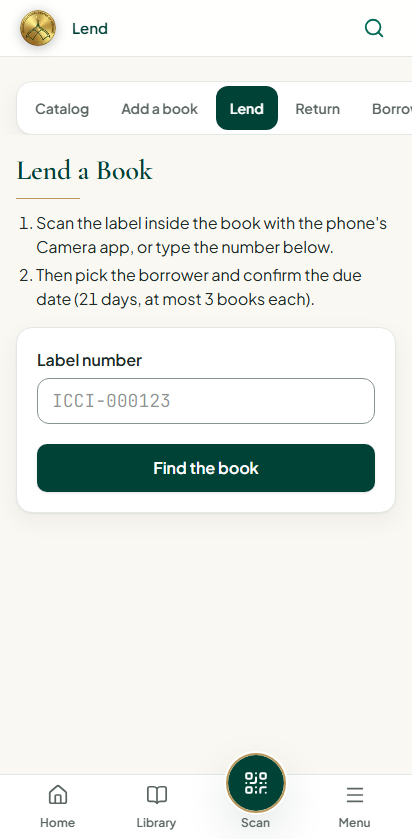 Lend
Catalog
Add a book
Lend
Return
Lend a Book
1. Scan the label inside the book with the phone's
Camera app, or type the number below.
2. Then pick the borrower and confirm the due
date (21 days, at most 3 books each).
Label number
ICCI-000123
Find the book
Home
Library
Scan
Menu